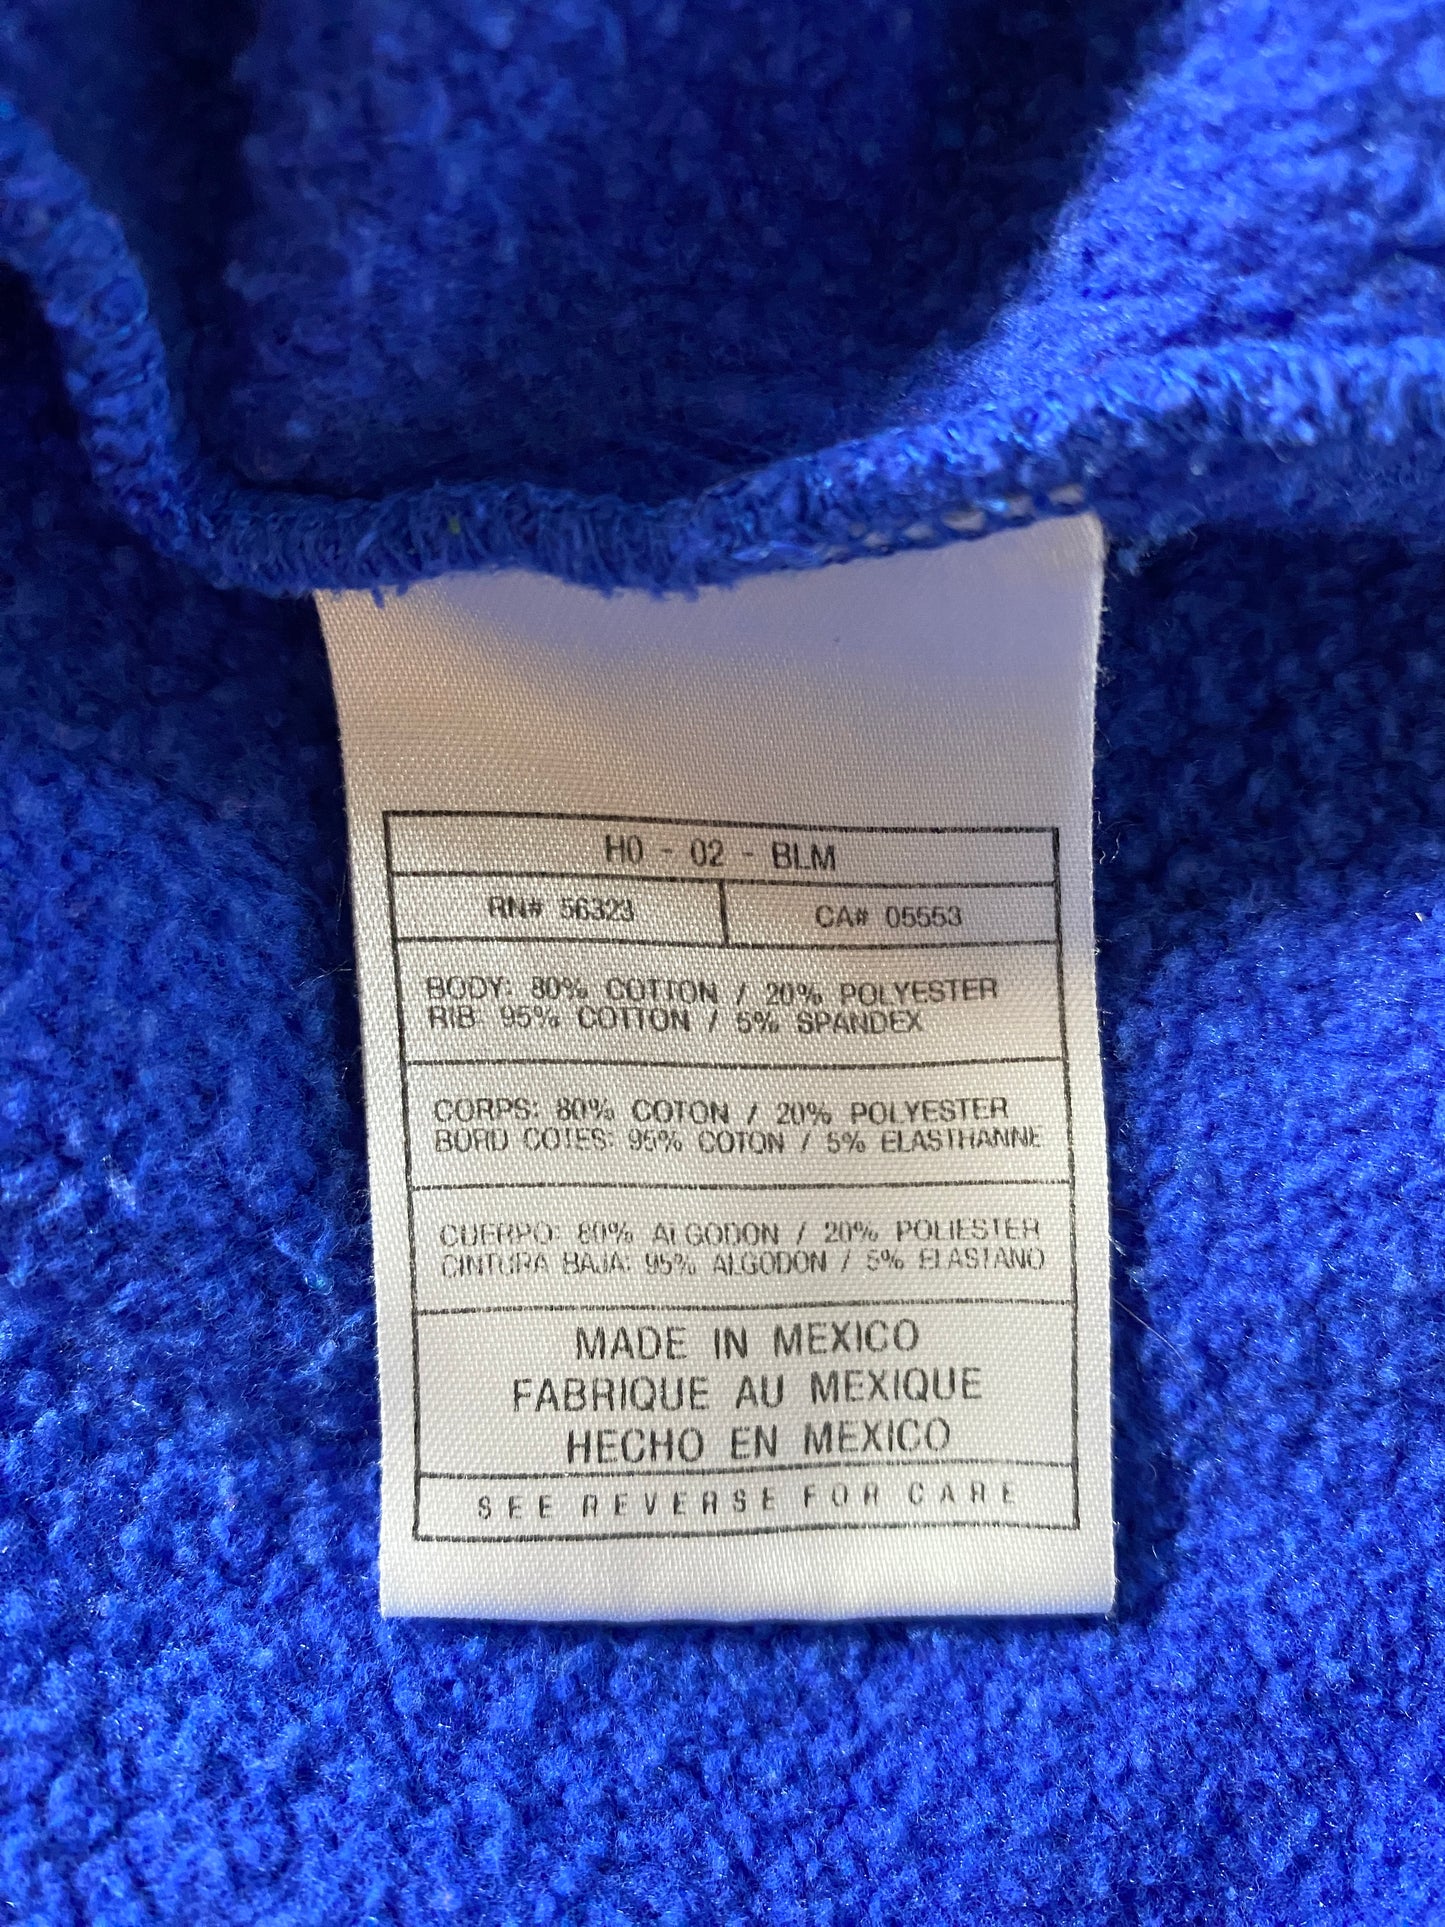 HO - 02 - BLM
RN# 56323
CA# 05553
BODY: 80% COTTON / 20% POLYESTER
RIB: 95% COTTON / 5% SPANDEX
CORPS: 80% COTON / 20% POLYESTER
BORD COTES: 95% COTON / 5% ELASTHANNE
CUERPO: 80% ALGODON / 20% POLIESTER
CINTURA BAJA: 95% ALGODON / 5% ELASTANO
MADE IN MEXICO
FABRIQUE AU MEXIQUE
HECHO EN MEXICO
SEE REVERSE FOR CARE